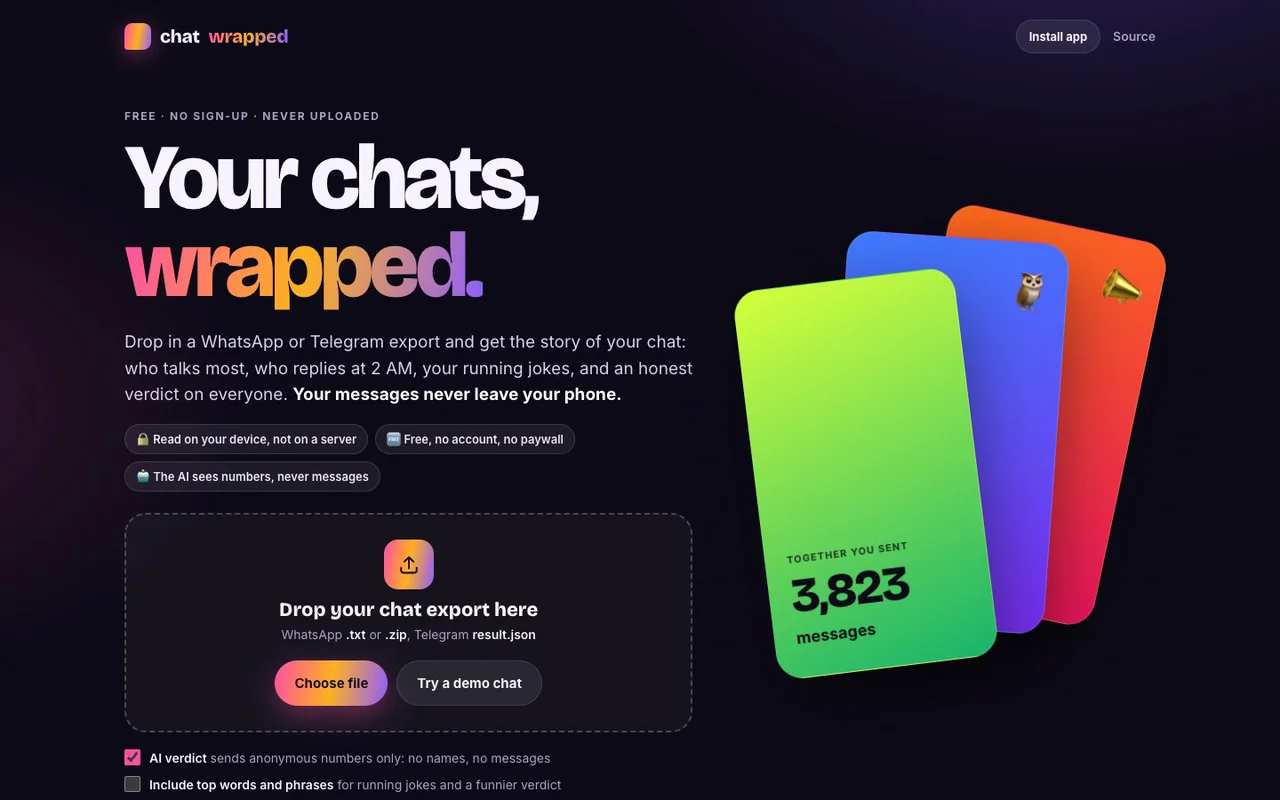 chat wrapped
Install app
Source
FREE · NO SIGN-UP · NEVER UPLOADED
Your chats,
wrapped.
Drop in a WhatsApp or Telegram export and get the story of your chat:
who talks most, who replies at 2 AM, your running jokes, and an honest
verdict on everyone. Your messages never leave your phone.
Read on your device, not on a server
🆓 Free, no account, no paywall
The AI sees numbers, never messages
Drop your chat export here
WhatsApp .txt or .zip, Telegram result.json
Choose file
Try a demo chat
AI verdict sends anonymous numbers only: no names, no messages
Include top words and phrases for running jokes and a funnier verdict
TOGETHER YOU SENT
3,823
messages